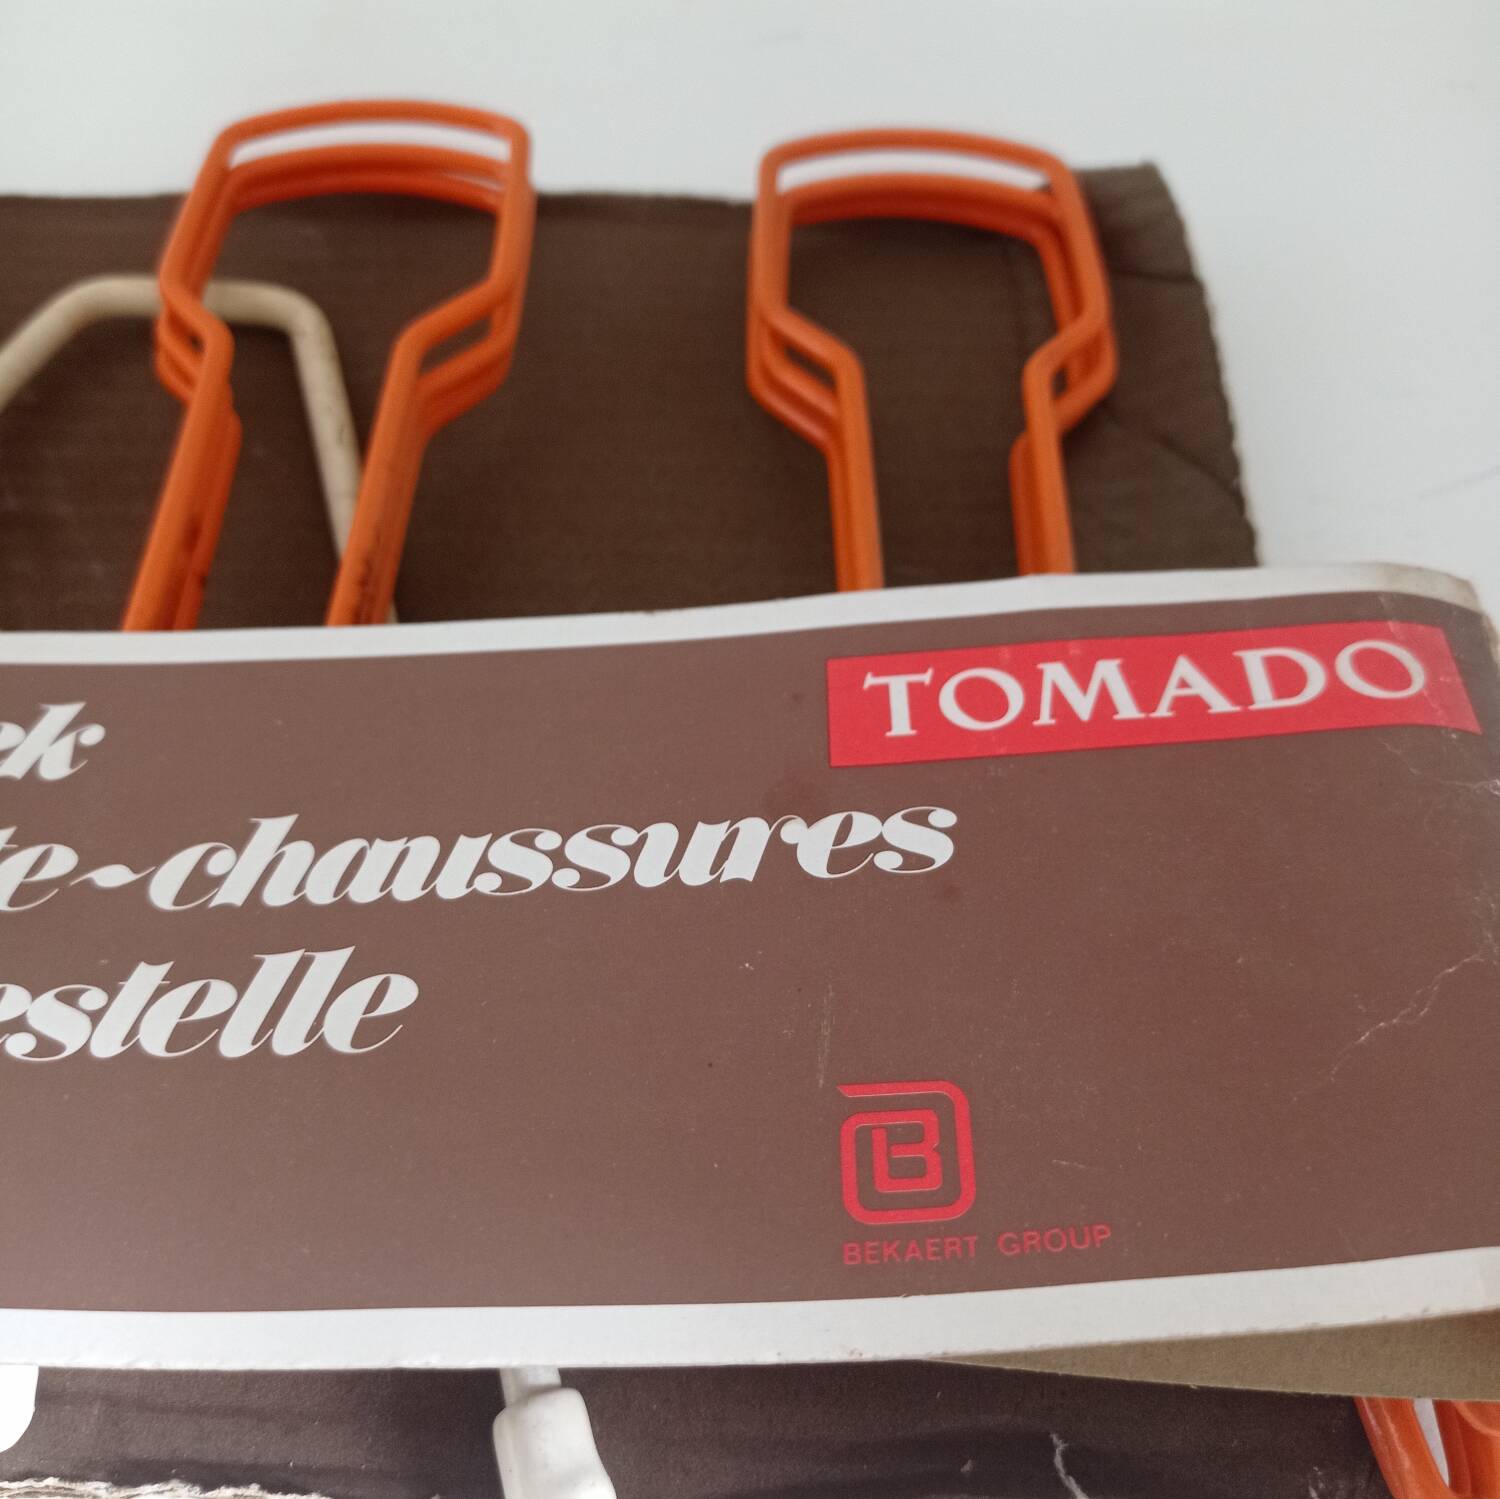 TOMADO
ek
te~chaussures
estelle
B
BEKAERT GROUP